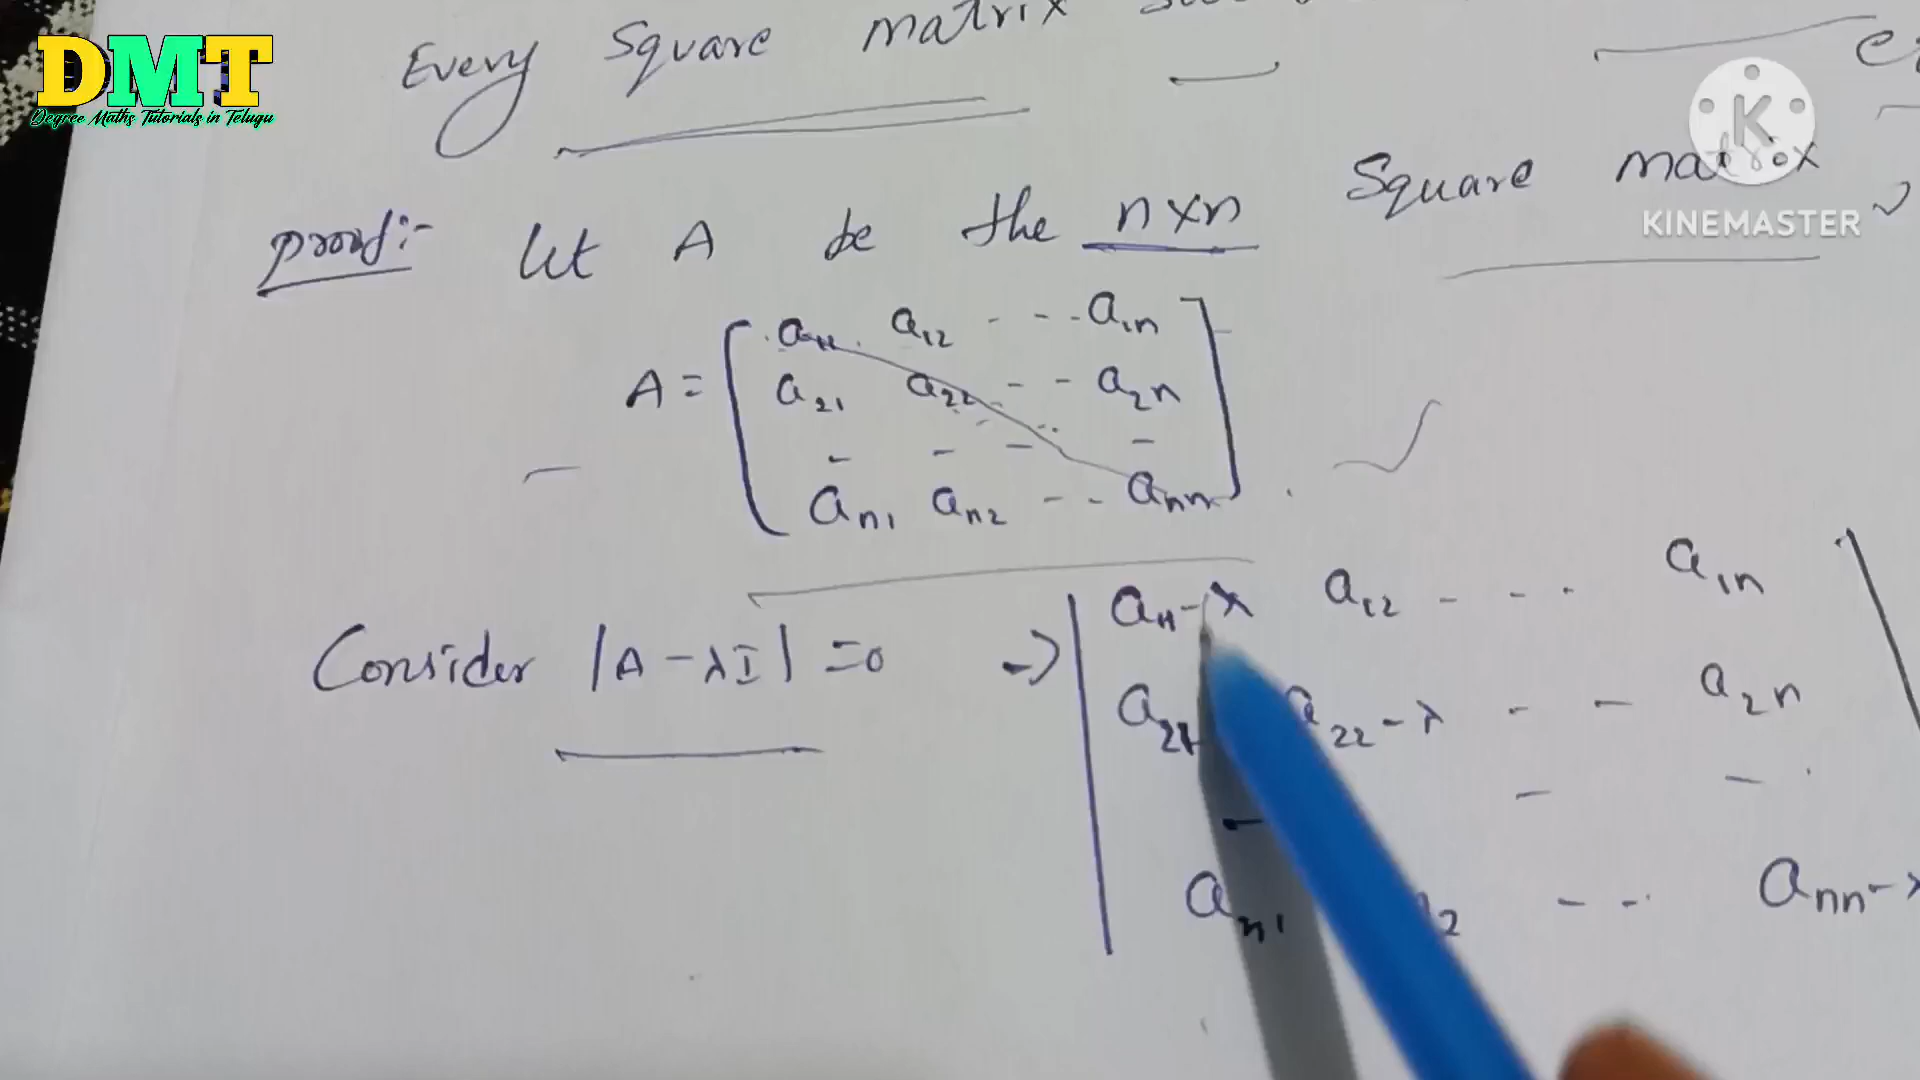 DMT
Degree Maths Tutorials in Telugu
Every Square matrix
KINEMASTER
proof:- let A be the n×n Square matrix
A = [ a11 a12 - - - a1n
a21 a22 - - - a2n
- - - -
an1 an2 - - - ann ]
Consider |A - λI| = 0 => | a11 - λ a12 - - - a1n
a21 a22 - λ - - a2n
- - -
an1 - - - ann - λ